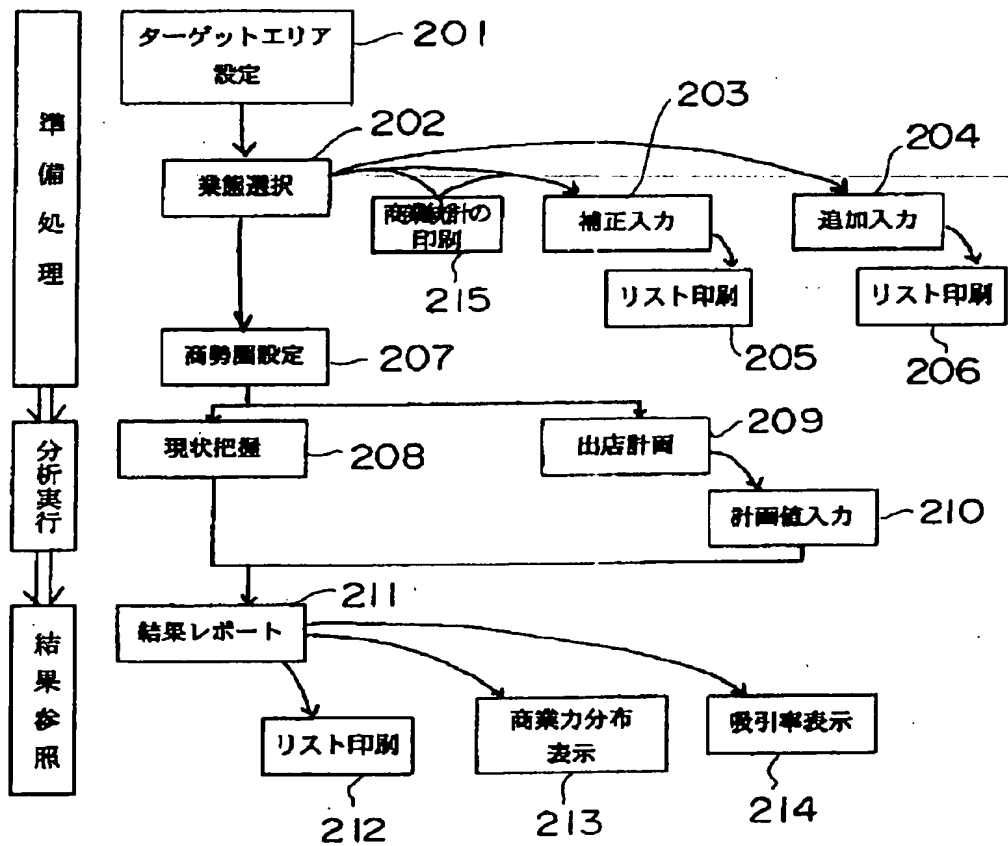 ターゲットエリア
設定
201
準備処理
202
業態選択
203
204
商業統計の
印刷
215
補正入力
追加入力
リスト印刷
205
リスト印刷
206
商勢圏設定
207
分析実行
現状把握
208
出店計画
209
計画値入力
210
結果参照
211
結果レポート
リスト印刷
212
商業力分布
表示
213
吸引率表示
214